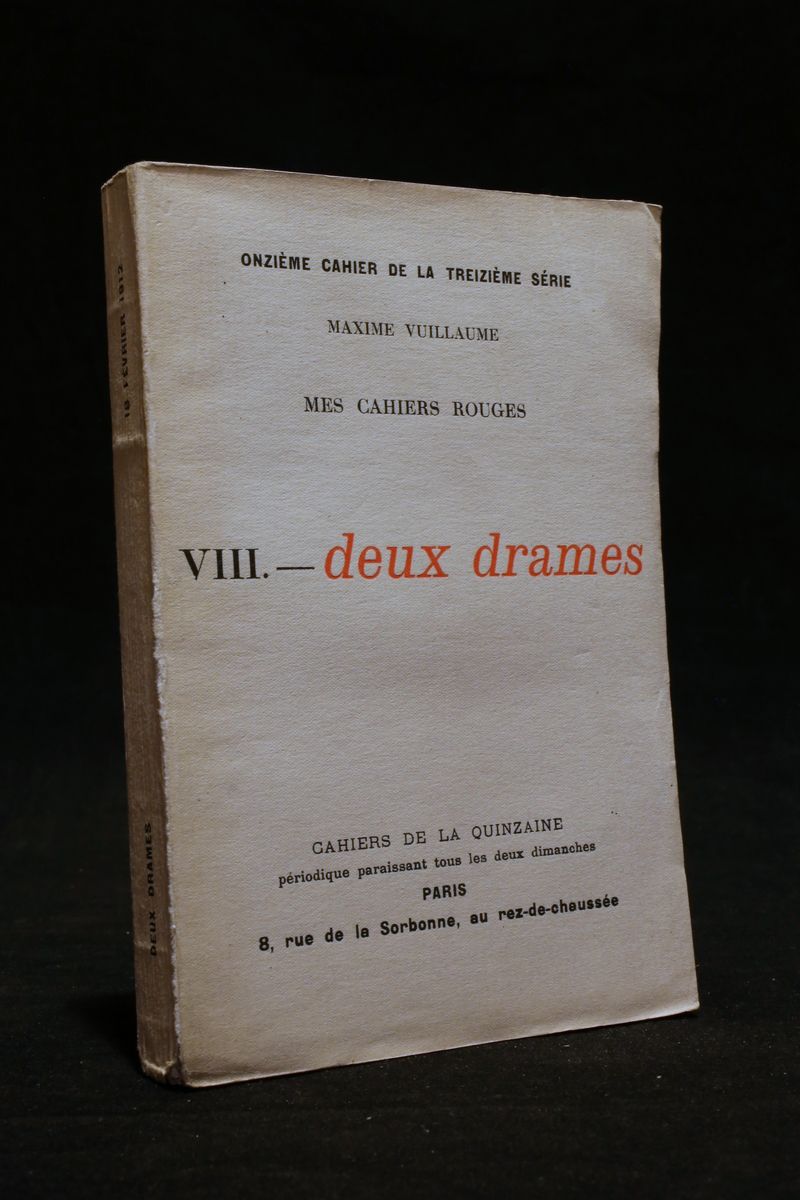 ONZIÈME CAHIER DE LA TREIZIÈME SÉRIE
MAXIME VUILLAUME
MES CAHIERS ROUGES
VIII. — deux drames
CAHIERS DE LA QUINZAINE
périodique paraissant tous les deux dimanches
PARIS
8, rue de la Sorbonne, au rez-de-chaussée
DEUX DRAMES
FÉVRIER 1912